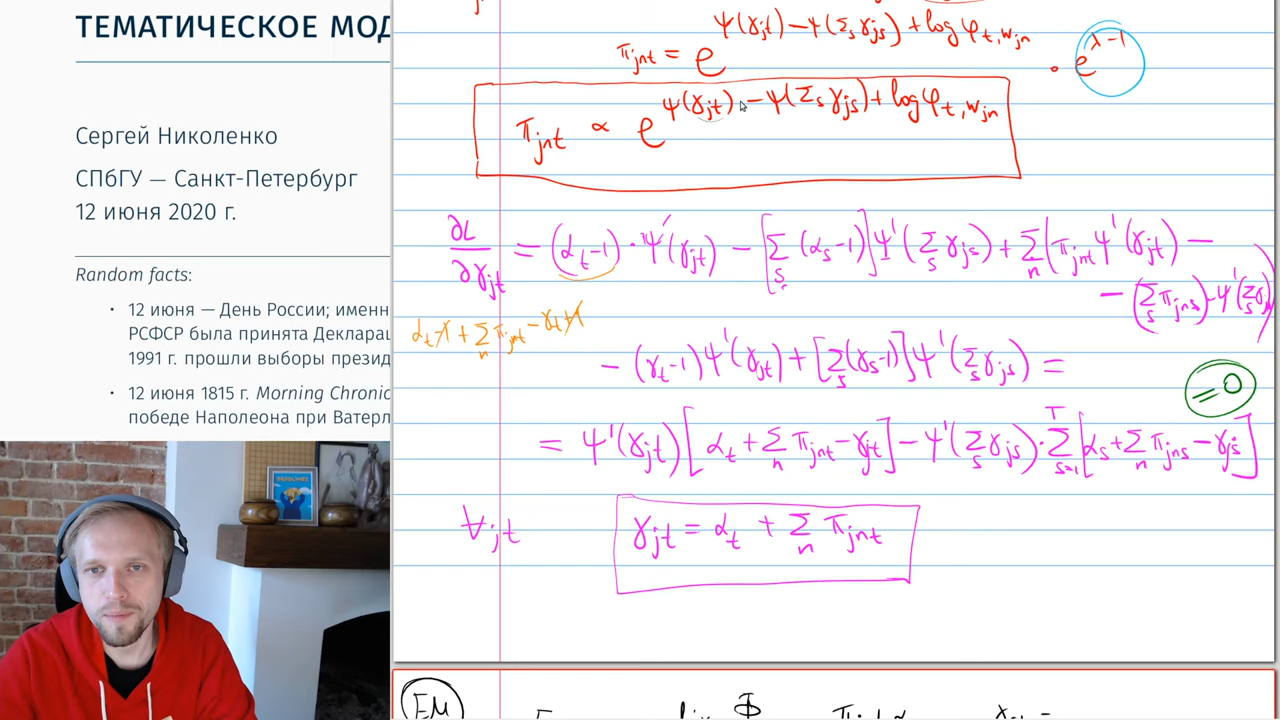 ТЕМАТИЧЕСКОЕ МОД
Сергей Николенко
СПбГУ — Санкт-Петербург
12 июня 2020 г.
Random facts:
• 12 июня — День России; именн
РСФСР была принята Декларац
1991 г. прошли выборы презид
• 12 июня 1815 г. Morning Chronic
победе Наполеона при Ватерл
DEADLINES
π_jnt = e^{ψ(γ_jt) − ψ(Σ_s γ_js) + log φ_{t,w_jn}} · e^{λ−1}
π_jnt ∝ e^{ψ(γ_jt) − ψ(Σ_s γ_js) + log φ_{t,w_jn}}
∂L/∂γ_jt = (α_t−1)·ψ'(γ_jt) − [Σ_s (α_s−1)]ψ'(Σ_s γ_js) + Σ_n (π_jnt ψ'(γ_jt) −
− (Σ_s π_jns)·ψ'(Σ_s γ_js))
α_t−1 + Σ_n π_jnt − γ_t+1
− (γ_t−1)ψ'(γ_jt) + [Σ_s (γ_s−1)]ψ'(Σ_s γ_js) =
= 0
= ψ'(γ_jt)[α_t + Σ_n π_jnt − γ_jt] − ψ'(Σ_s γ_js)·Σ_{s=1}^T [α_s + Σ_n π_jns − γ_js]
∀j,t γ_jt = α_t + Σ_n π_jnt
EM